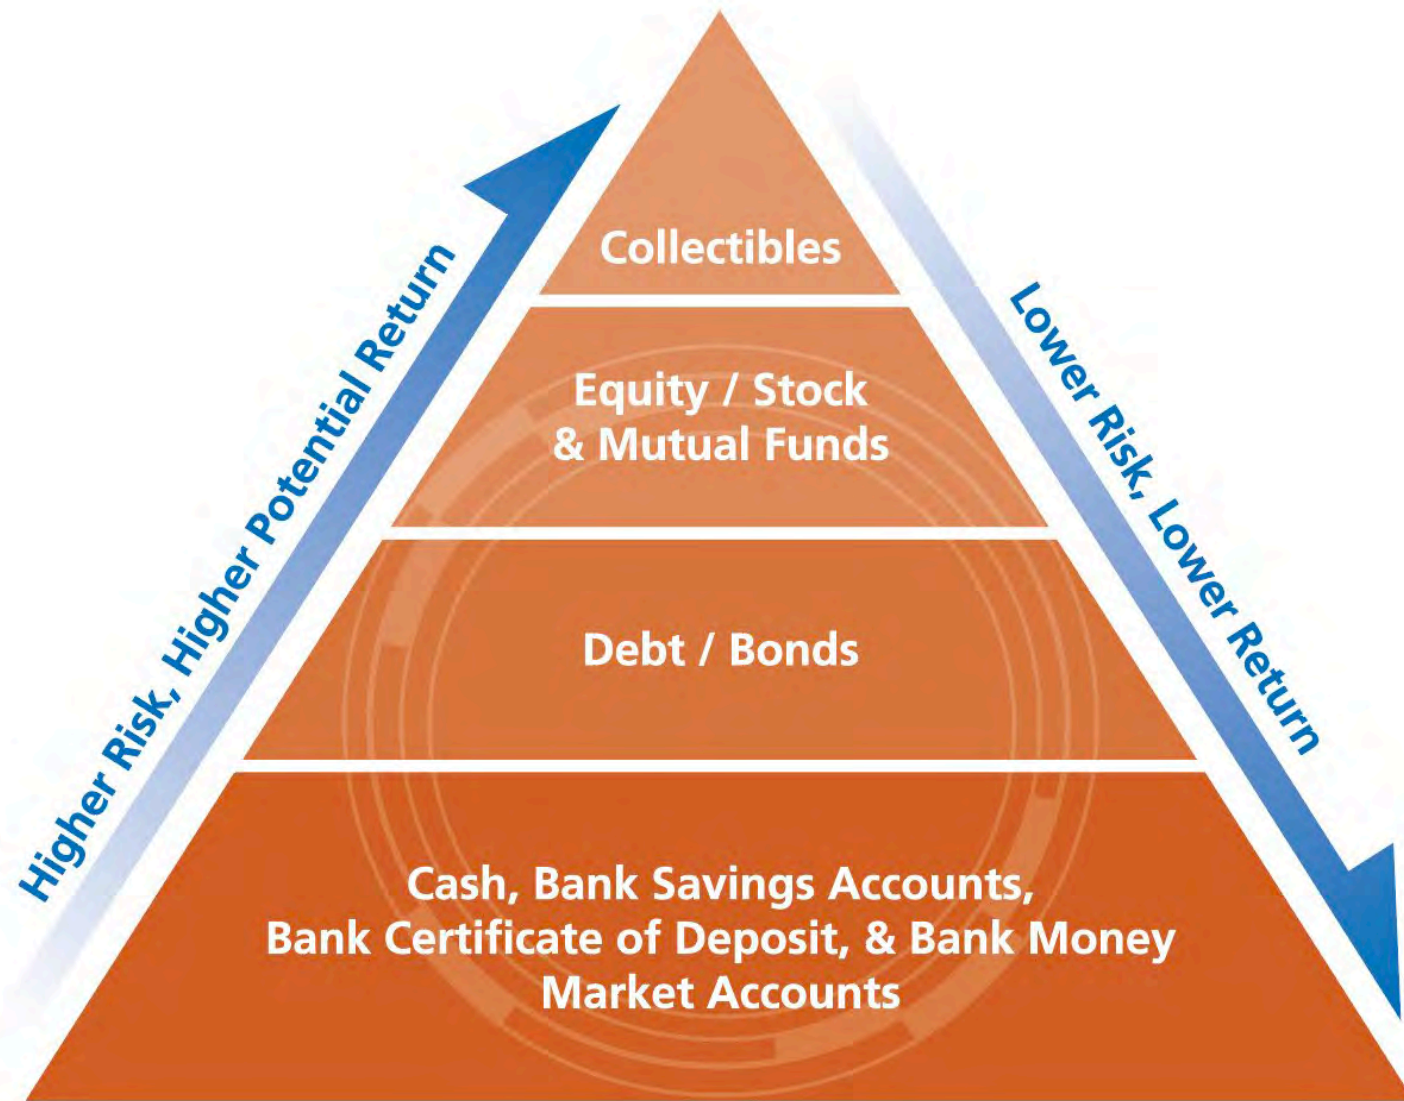 Collectibles
Higher Risk, Higher Potential Return
Lower Risk, Lower Return
Equity / Stock
& Mutual Funds
Debt / Bonds
Cash, Bank Savings Accounts,
Bank Certificate of Deposit, & Bank Money
Market Accounts